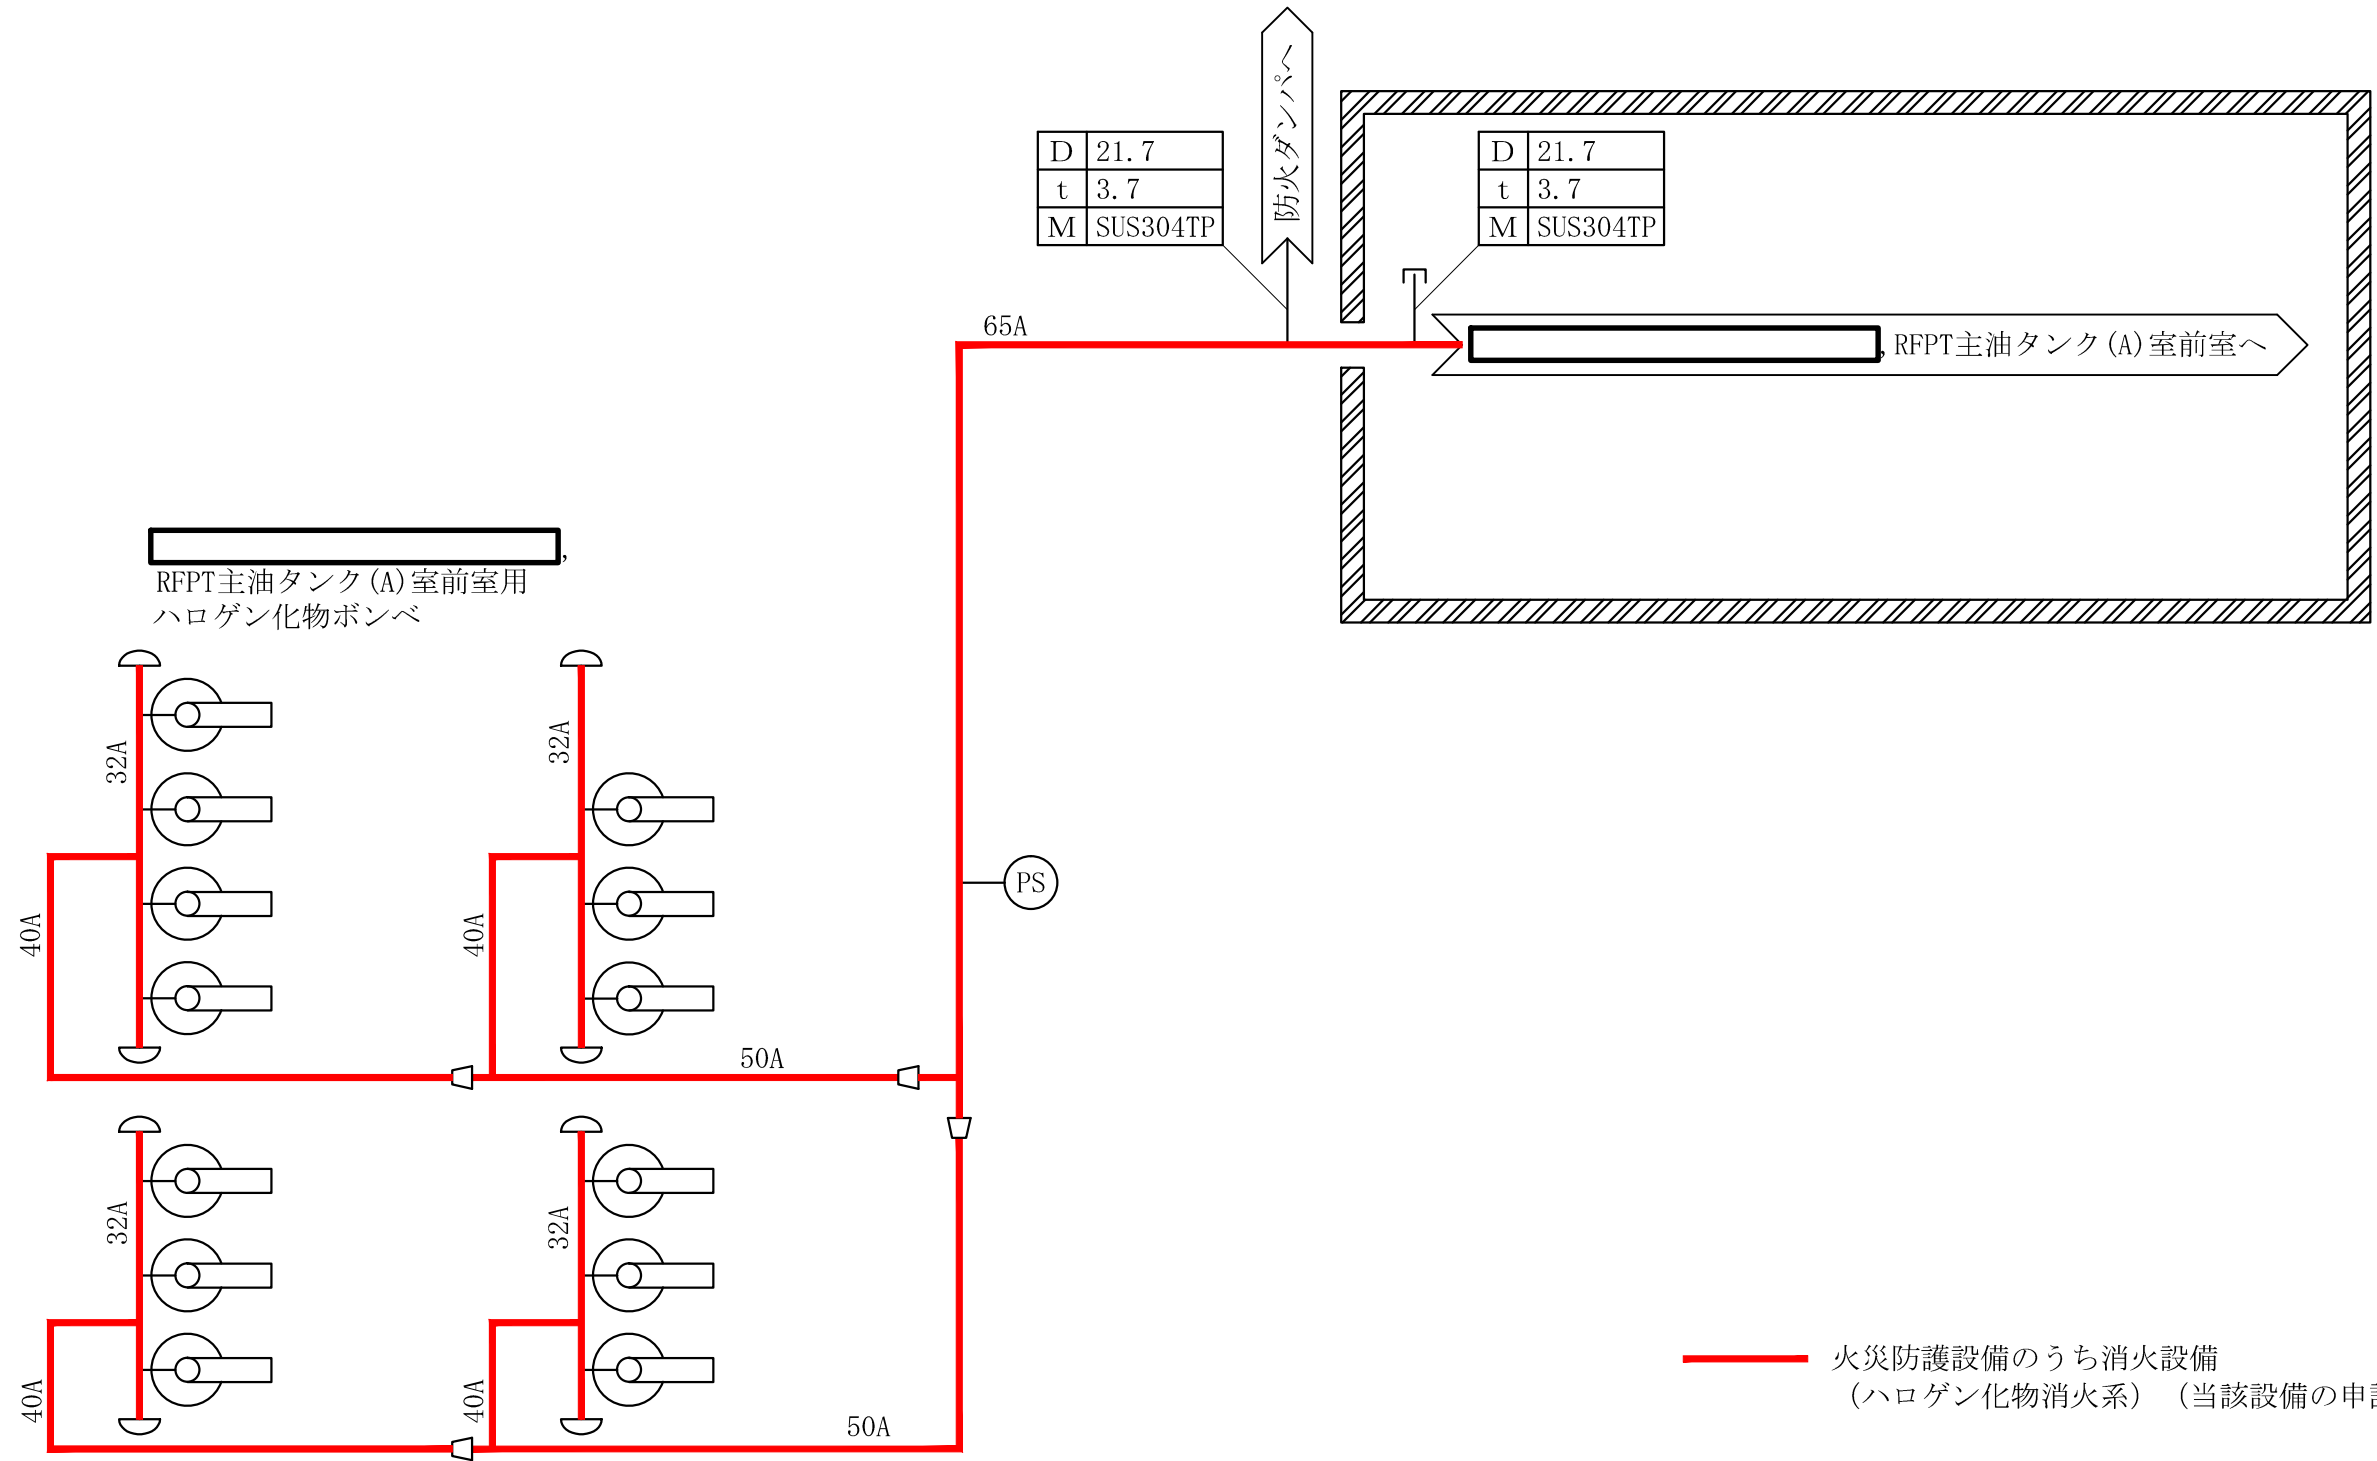 防火ダンパへ
D 21.7
t 3.7
M SUS304TP
D 21.7
t 3.7
M SUS304TP
65A
,RFPT主油タンク(A)室前室へ
,
RFPT主油タンク(A)室前室用
ハロゲン化物ボンベ
32A
32A
40A
40A
PS
50A
32A
32A
40A
40A
50A
火災防護設備のうち消火設備
（ハロゲン化物消火系）（当該設備の申